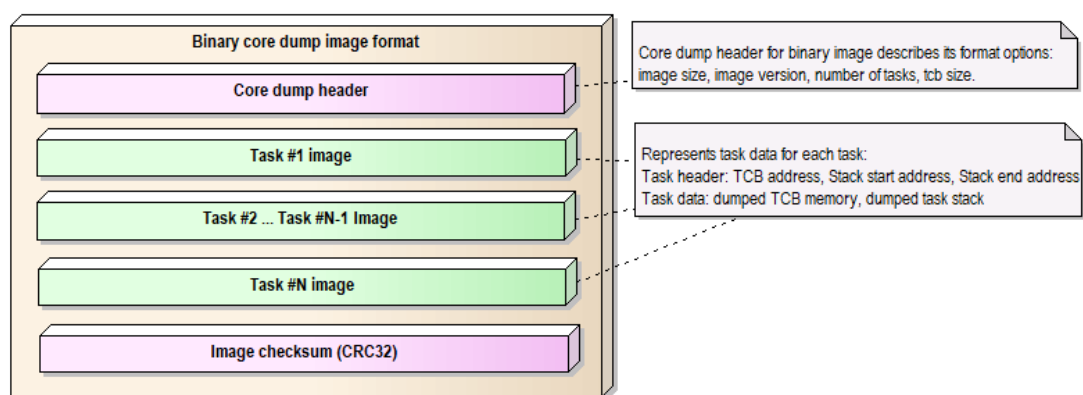 Binary core dump image format
Core dump header
Task #1 image
Task #2 ... Task #N-1 Image
Task #N image
Image checksum (CRC32)
Core dump header for binary image describes its format options:
image size, image version, number of tasks, tcb size.
Represents task data for each task:
Task header: TCB address, Stack start address, Stack end address
Task data: dumped TCB memory, dumped task stack